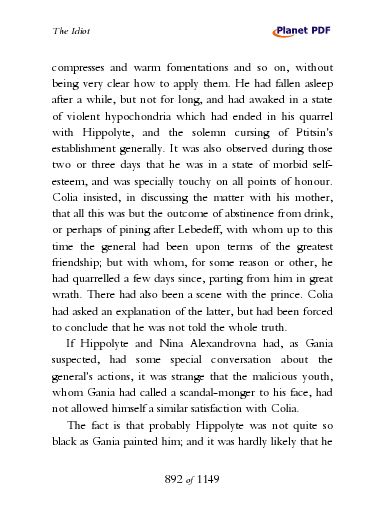 The Idiot
Planet PDF
compresses and warm fomentations and so on, without
being very clear how to apply them. He had fallen asleep
after a while, but not for long, and had awaked in a state
of violent hypochondria which had ended in his quarrel
with Hippolyte, and the solemn cursing of Ptitsin's
establishment generally. It was also observed during those
two or three days that he was in a state of morbid self-
esteem, and was specially touchy on all points of honour.
Colia insisted, in discussing the matter with his mother,
that all this was but the outcome of abstinence from drink,
or perhaps of pining after Lebedeff, with whom up to this
time the general had been upon terms of the greatest
friendship; but with whom, for some reason or other, he
had quarrelled a few days since, parting from him in great
wrath. There had also been a scene with the prince. Colia
had asked an explanation of the latter, but had been forced
to conclude that he was not told the whole truth.
If Hippolyte and Nina Alexandrovna had, as Gania
suspected, had some special conversation about the
general's actions, it was strange that the malicious youth,
whom Gania had called a scandal-monger to his face, had
not allowed himself a similar satisfaction with Colia.
The fact is that probably Hippolyte was not quite so
black as Gania painted him; and it was hardly likely that he
892 of 1149